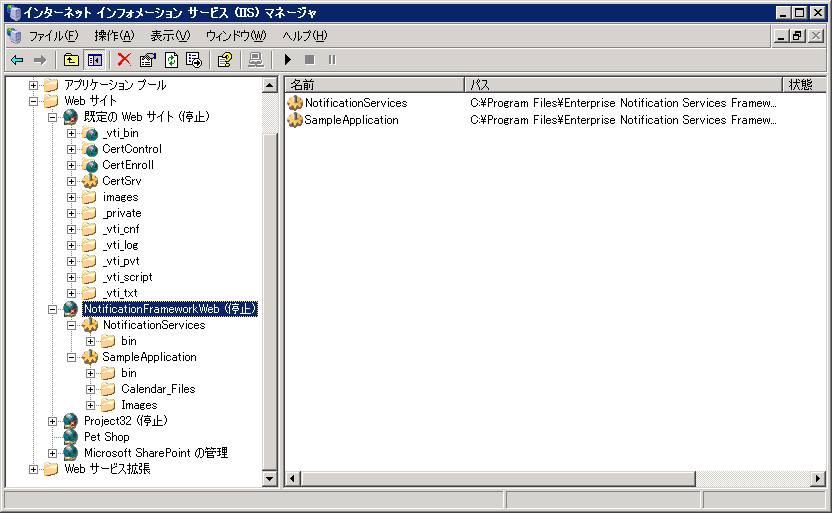 インターネット インフォメーション サービス (IIS) マネージャ
ファイル(F) 操作(A) 表示(V) ウィンドウ(W) ヘルプ(H)
アプリケーション プール
Web サイト
既定の Web サイト (停止)
_vti_bin
CertControl
CertEnroll
CertSrv
images
_private
_vti_cnf
_vti_log
_vti_pvt
_vti_script
_vti_txt
NotificationFrameworkWeb (停止)
NotificationServices
bin
SampleApplication
bin
Calendar_Files
Images
Project32 (停止)
Pet Shop
Microsoft SharePoint の管理
Web サービス拡張
名前 パス 状態
NotificationServices C:¥Program Files¥Enterprise Notification Services Framew...
SampleApplication C:¥Program Files¥Enterprise Notification Services Framew...